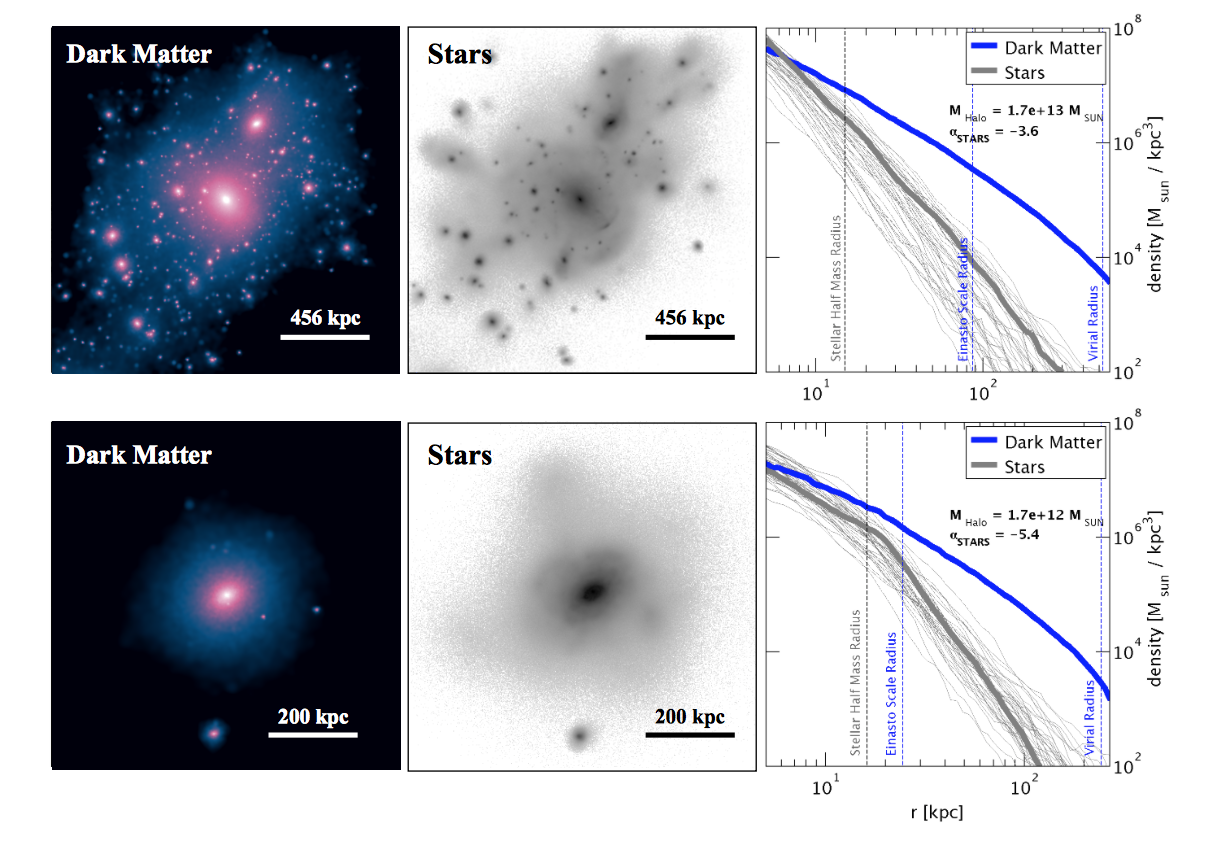 Dark Matter
456 kpc
Stars
456 kpc
Dark Matter
Stars
M Halo = 1.7e+13 M SUN
αSTARS = −3.6
Stellar Half Mass Radius
Einasto Scale Radius
Virial Radius
10^8
10^6
10^4
10^2
density [M sun / kpc^3]
10^1
10^2
Dark Matter
200 kpc
Stars
200 kpc
Dark Matter
Stars
M Halo = 1.7e+12 M SUN
αSTARS = −5.4
Stellar Half Mass Radius
Einasto Scale Radius
Virial Radius
10^8
10^6
10^4
10^2
density [M sun / kpc^3]
10^1
10^2
r [kpc]